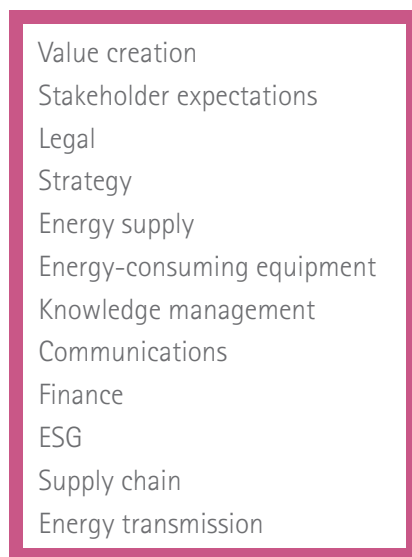 Value creation
Stakeholder expectations
Legal
Strategy
Energy supply
Energy-consuming equipment
Knowledge management
Communications
Finance
ESG
Supply chain
Energy transmission